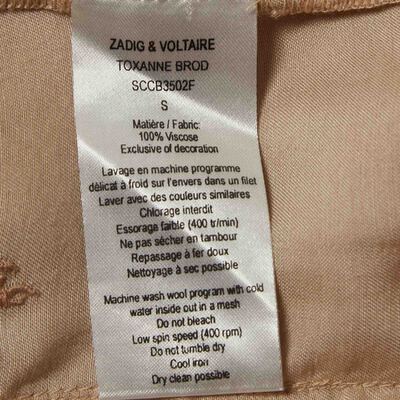 ZADIG & VOLTAIRE
TOXANNE BROD
SCCB3502F
S
Matière / Fabric:
100% Viscose
Exclusive of decoration
Lavage en machine programme
délicat à froid sur l'envers dans un filet
Laver avec des couleurs similaires
Chlorage interdit
Essorage faible (400 tr/min)
Ne pas sécher en tambour
Repassage à fer doux
Nettoyage à sec possible
Machine wash wool program with cold
water inside out in a mesh
Do not bleach
Low spin speed (400 rpm)
Do not tumble dry
Cool iron
Dry clean possible